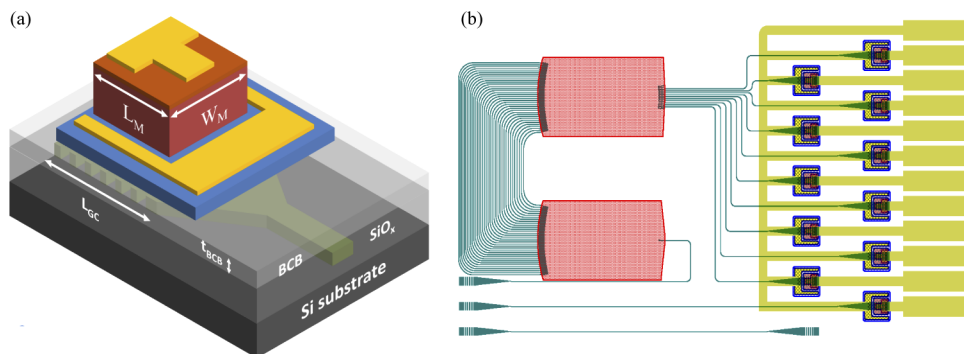 (a)
L_M
W_M
L_GC
t_BCB
BCB
SiO_x
Si substrate
(b)